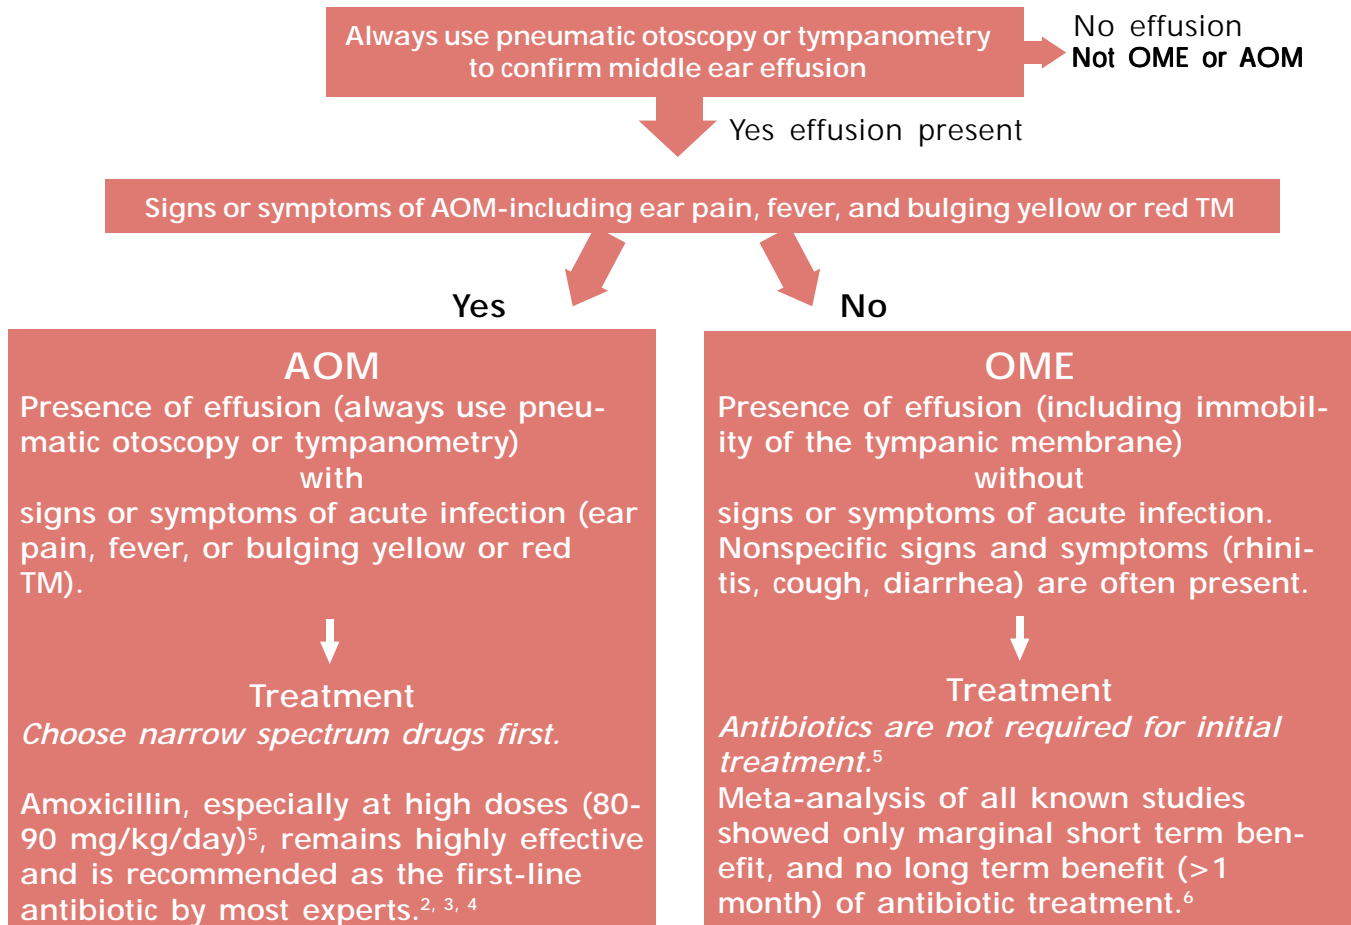 Always use pneumatic otoscopy or tympanometry
to confirm middle ear effusion
No effusion
Not OME or AOM
Yes effusion present
Signs or symptoms of AOM-including ear pain, fever, and bulging yellow or red TM
Yes
No
AOM
Presence of effusion (always use pneu-
matic otoscopy or tympanometry)
with
signs or symptoms of acute infection (ear
pain, fever, or bulging yellow or red
TM).
Treatment
Choose narrow spectrum drugs first.
Amoxicillin, especially at high doses (80-
90 mg/kg/day)⁵, remains highly effective
and is recommended as the first-line
antibiotic by most experts.²˒ ³˒ ⁴
OME
Presence of effusion (including immobil-
ity of the tympanic membrane)
without
signs or symptoms of acute infection.
Nonspecific signs and symptoms (rhini-
tis, cough, diarrhea) are often present.
Treatment
Antibiotics are not required for initial
treatment.⁵
Meta-analysis of all known studies
showed only marginal short term ben-
efit, and no long term benefit (>1
month) of antibiotic treatment.⁶